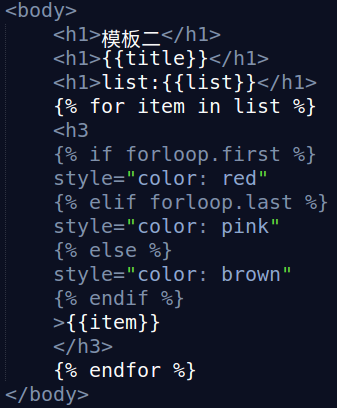 <body>
<h1>模板二</h1>
<h1>{{title}}</h1>
<h1>list:{{list}}</h1>
{% for item in list %}
<h3
{% if forloop.first %}
style="color: red"
{% elif forloop.last %}
style="color: pink"
{% else %}
style="color: brown"
{% endif %}
>{{item}}
</h3>
{% endfor %}
</body>